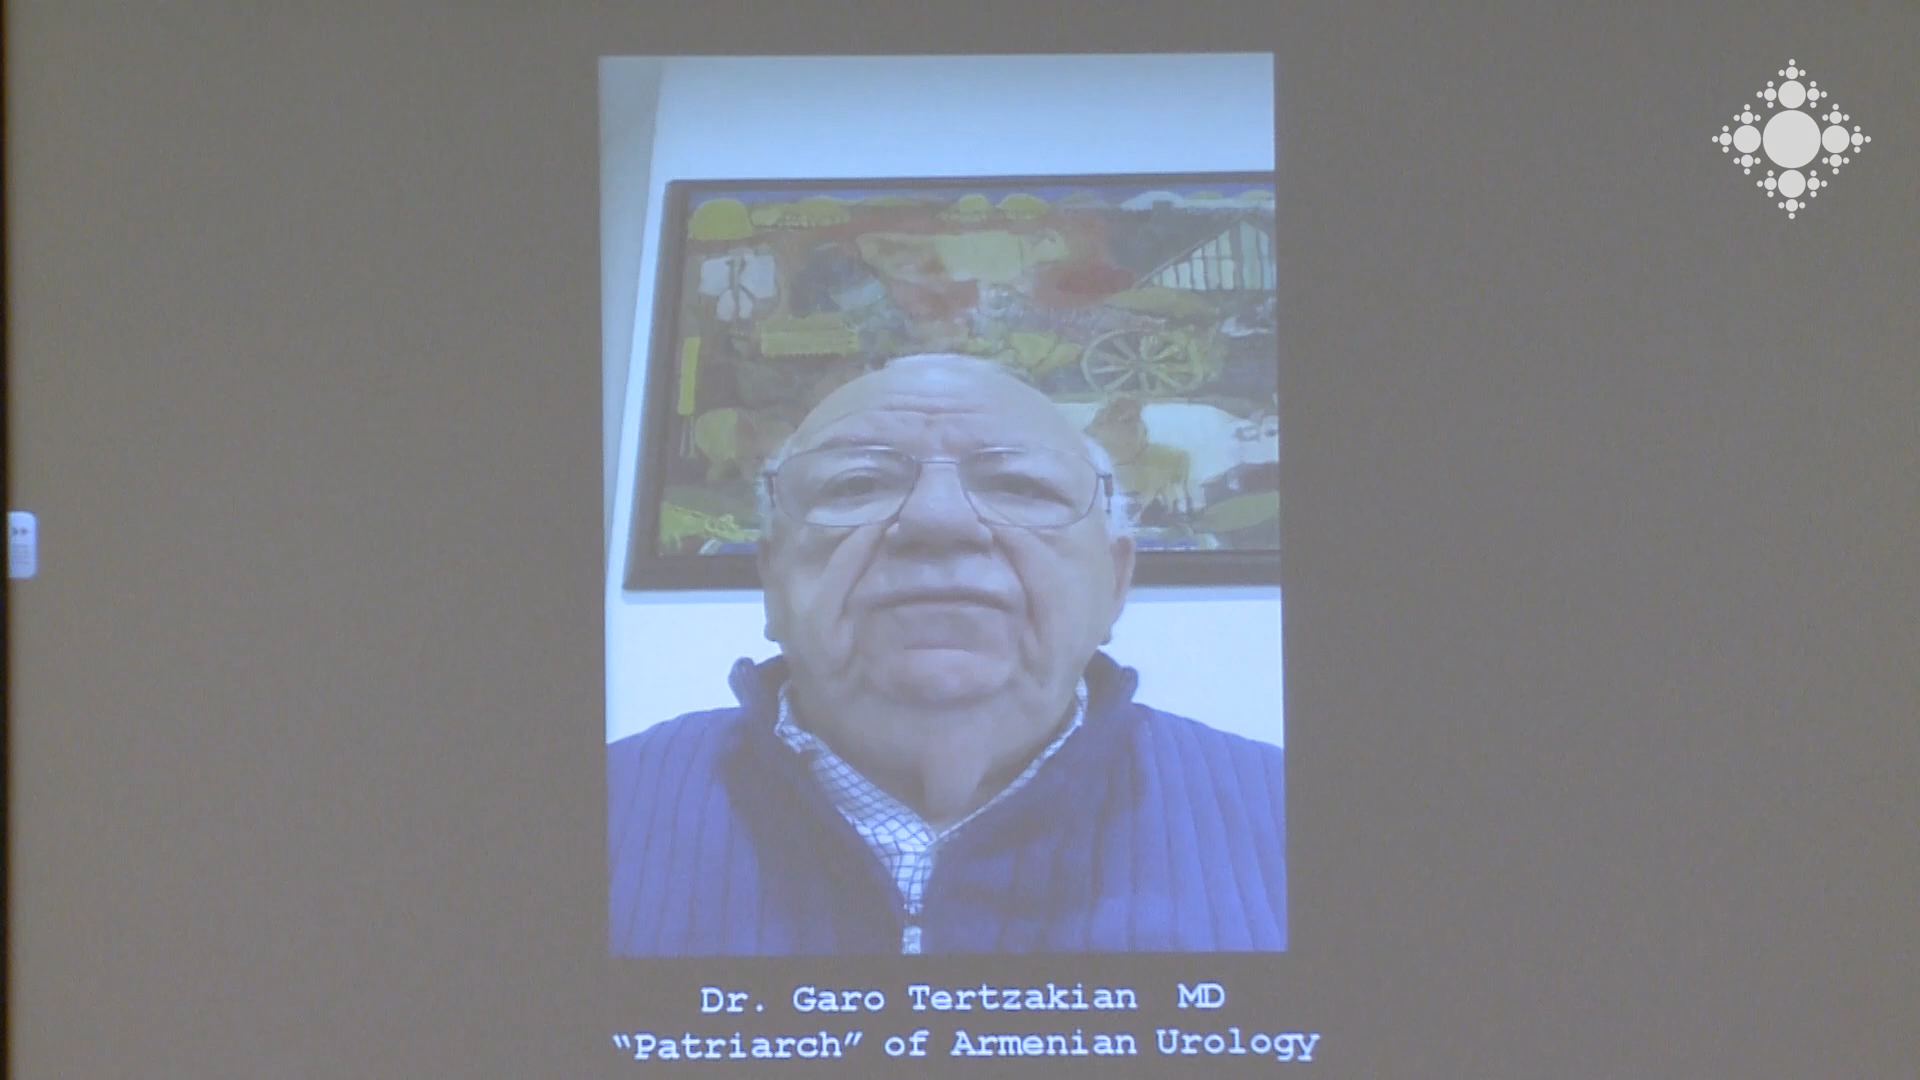 Dr. Garo Tertzakian MD
“Patriarch” of Armenian Urology